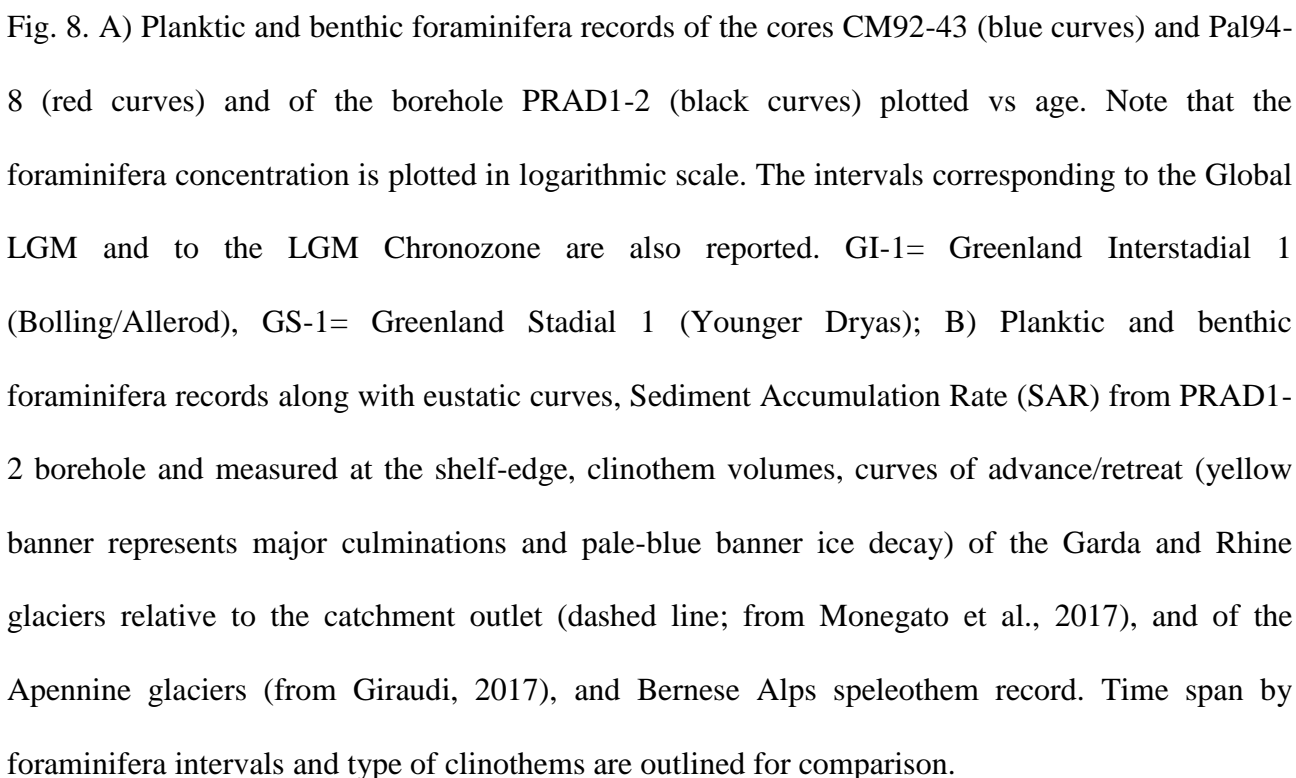 Fig. 8. A) Planktic and benthic foraminifera records of the cores CM92-43 (blue curves) and Pal94-
8 (red curves) and of the borehole PRAD1-2 (black curves) plotted vs age. Note that the
foraminifera concentration is plotted in logarithmic scale. The intervals corresponding to the Global
LGM and to the LGM Chronozone are also reported. GI-1= Greenland Interstadial 1
(Bolling/Allerod), GS-1= Greenland Stadial 1 (Younger Dryas); B) Planktic and benthic
foraminifera records along with eustatic curves, Sediment Accumulation Rate (SAR) from PRAD1-
2 borehole and measured at the shelf-edge, clinothem volumes, curves of advance/retreat (yellow
banner represents major culminations and pale-blue banner ice decay) of the Garda and Rhine
glaciers relative to the catchment outlet (dashed line; from Monegato et al., 2017), and of the
Apennine glaciers (from Giraudi, 2017), and Bernese Alps speleothem record. Time span by
foraminifera intervals and type of clinothems are outlined for comparison.